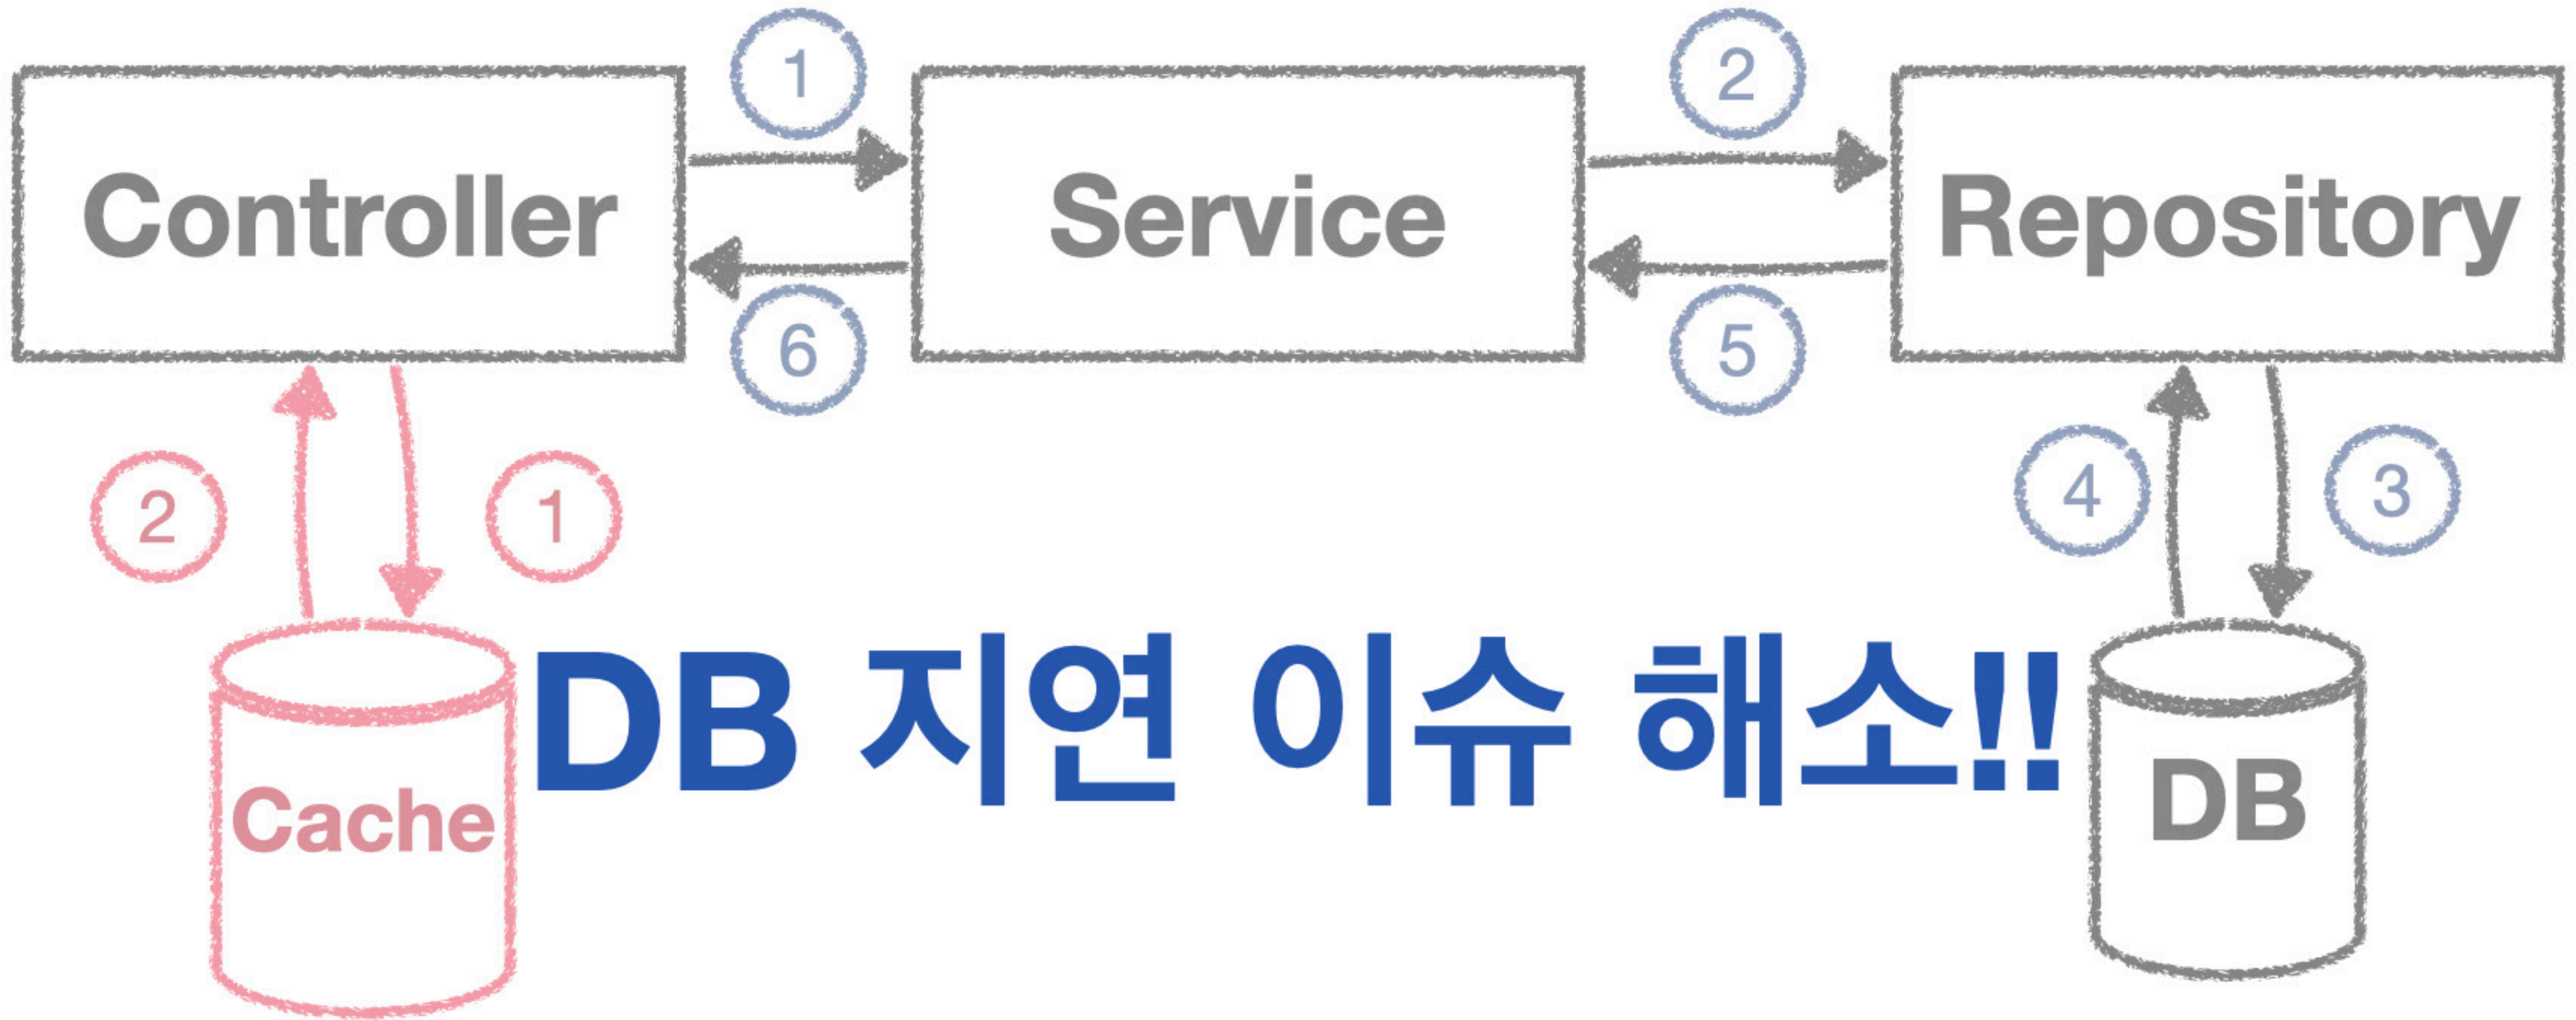 1
2
Controller
Service
Repository
6
5
2
1
4
3
DB 지연 이슈 해소!!
Cache
DB